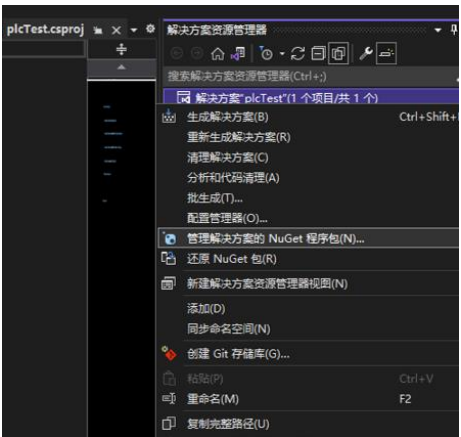 plcTest.csproj
解决方案资源管理器
搜索解决方案资源管理器(Ctrl+;)
解决方案"plcTest"(1 个项目/共 1 个)
生成解决方案(B) Ctrl+Shift+
重新生成解决方案(R)
清理解决方案(C)
分析和代码清理(A)
批生成(T)...
配置管理器(O)...
管理解决方案的 NuGet 程序包(N)...
还原 NuGet 包(R)
新建解决方案资源管理器视图(N)
添加(D)
同步命名空间(N)
创建 Git 存储库(G)...
粘贴(P) Ctrl+V
重命名(M) F2
复制完整路径(U)